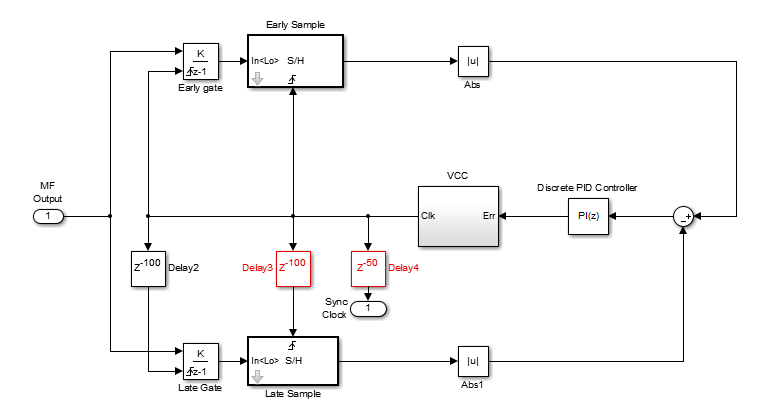 Early Sample
K
z-1
Early gate
In<Lo> S/H
|u|
Abs
MF
Output
1
VCC
Clk
Err
Discrete PID Controller
PI(z)
-+
Z-100
Delay2
Delay3
Z-100
Z-50
Delay4
Sync
Clock
1
K
z-1
Late Gate
In<Lo> S/H
Late Sample
|u|
Abs1